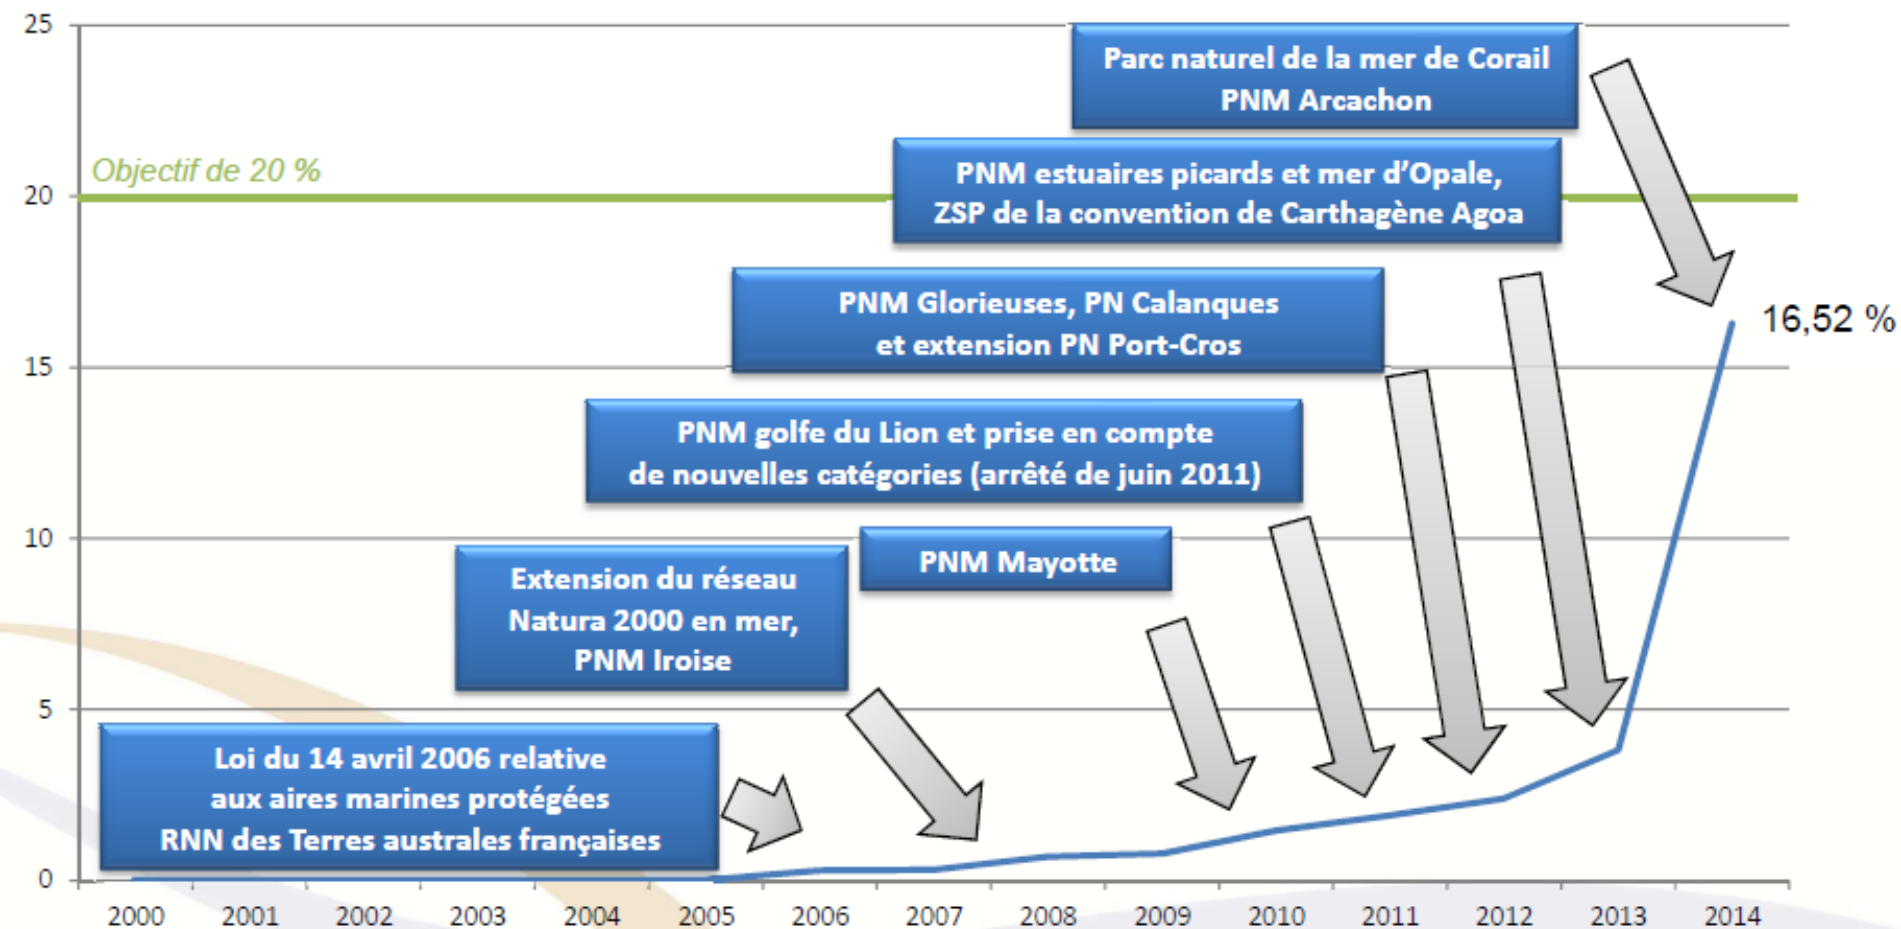 25
Parc naturel de la mer de Corail
PNM Arcachon
Objectif de 20 %
PNM estuaires picards et mer d'Opale,
ZSP de la convention de Carthagène Agoa
20
PNM Glorieuses, PN Calanques
et extension PN Port-Cros
16,52 %
15
PNM golfe du Lion et prise en compte
de nouvelles catégories (arrêté de juin 2011)
10
PNM Mayotte
Extension du réseau
Natura 2000 en mer,
PNM Iroise
5
Loi du 14 avril 2006 relative
aux aires marines protégées
RNN des Terres australes françaises
0
2000 2001 2002 2003 2004 2005 2006 2007 2008 2009 2010 2011 2012 2013 2014